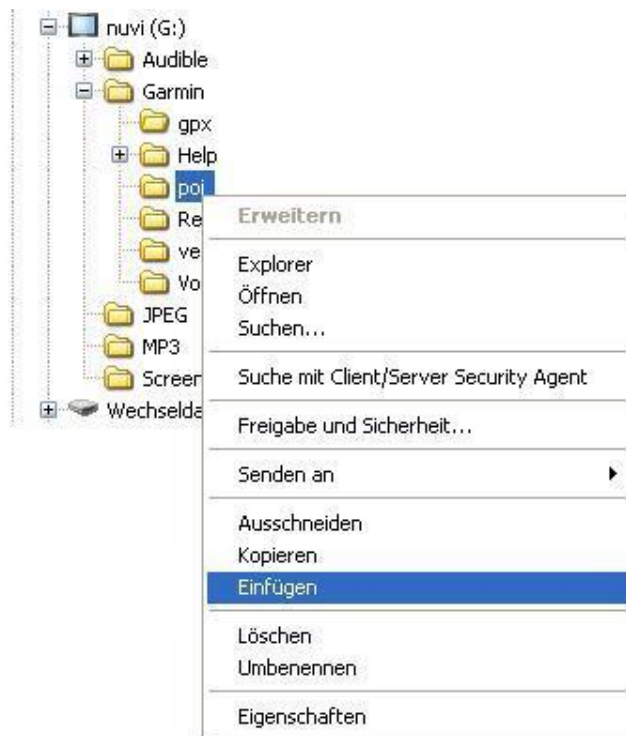 nuvi (G:)
Audible
Garmin
gpx
Help
poi
Re
ve
Vo
JPEG
MP3
Screen
Wechselda
Erweitern
Explorer
Öffnen
Suchen...
Suche mit Client/Server Security Agent
Freigabe und Sicherheit...
Senden an
Ausschneiden
Kopieren
Einfügen
Löschen
Umbenennen
Eigenschaften